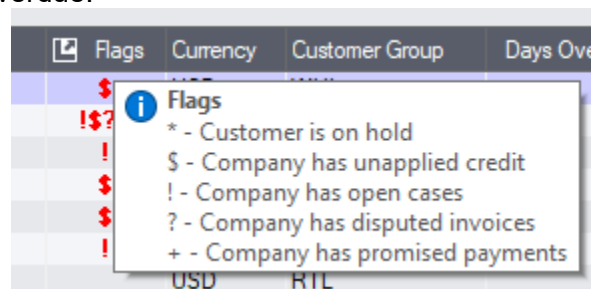 Flags Currency Customer Group Days Ove
$
!$?
!
$
$
!
Flags
* - Customer is on hold
$ - Company has unapplied credit
! - Company has open cases
? - Company has disputed invoices
+ - Company has promised payments
USD RTL